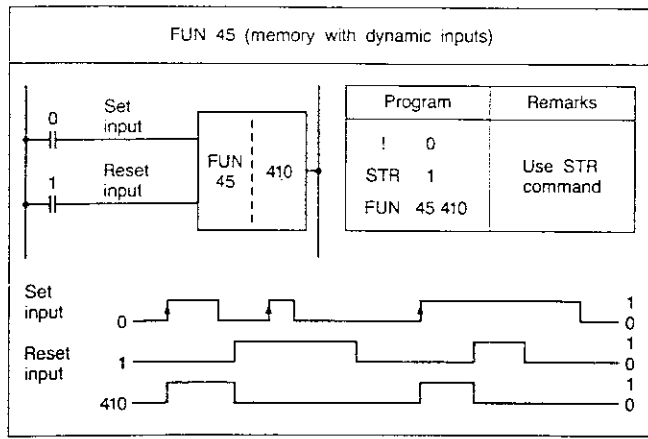 FUN 45 (memory with dynamic inputs)
0
Set
input
1
Reset
input
FUN
45
410
Program
Remarks
! 0
STR 1
FUN 45 410
Use STR
command
Set
input
0
1
0
Reset
input
1
1
0
410
1
0